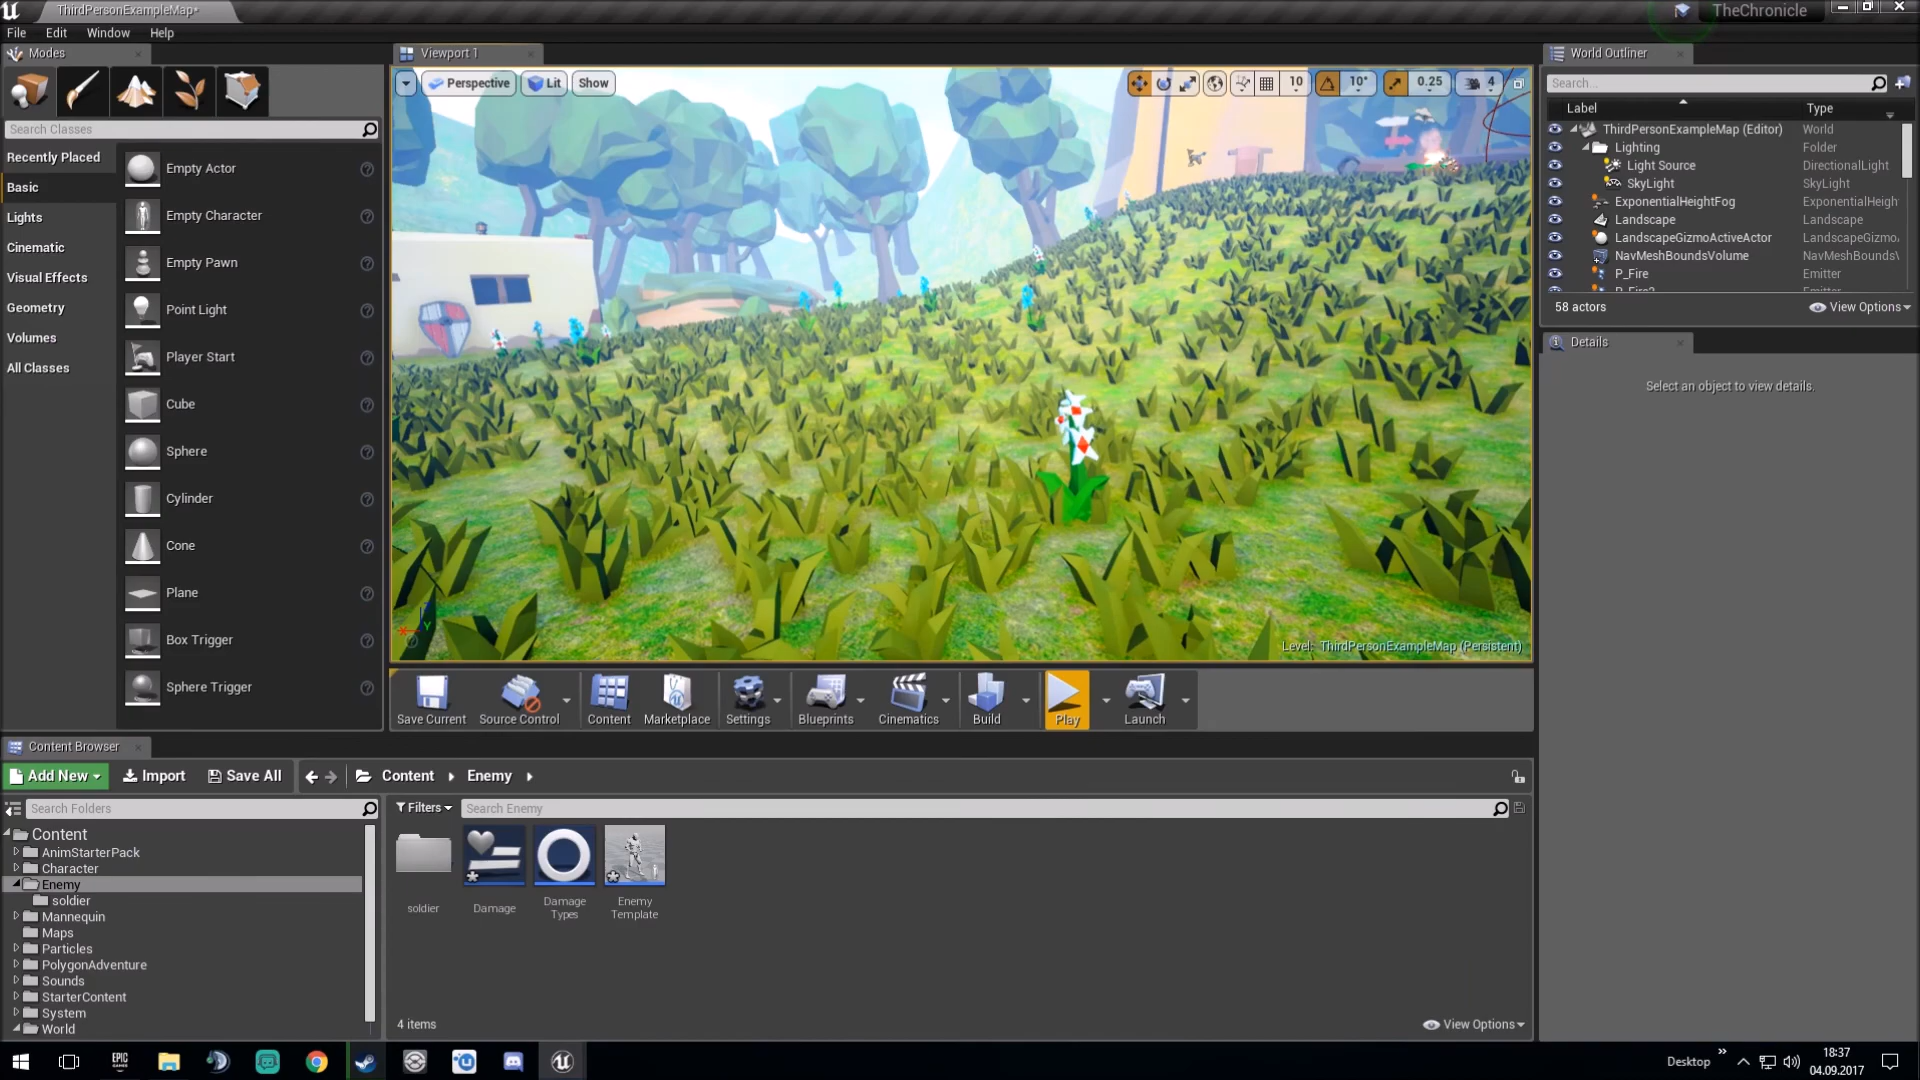 ThirdPersonExampleMap*
TheChronicle
File
Edit
Window
Help
Modes
Search Classes
Recently Placed
Basic
Lights
Cinematic
Visual Effects
Geometry
Volumes
All Classes
Empty Actor
Empty Character
Empty Pawn
Point Light
Player Start
Cube
Sphere
Cylinder
Cone
Plane
Box Trigger
Sphere Trigger
Viewport 1
Perspective
Lit
Show
10
10°
0.25
4
Y
Level: ThirdPersonExampleMap (Persistent)
Save Current
Source Control
Content
Marketplace
Settings
Blueprints
Cinematics
Build
Play
Launch
World Outliner
Search...
Label Type
ThirdPersonExampleMap (Editor) World
Lighting Folder
Light Source DirectionalLight
SkyLight SkyLight
ExponentialHeightFog ExponentialHeigh
Landscape Landscape
LandscapeGizmoActiveActor LandscapeGizmo
NavMeshBoundsVolume NavMeshBounds
P_Fire Emitter
58 actors
View Options
Details
Select an object to view details.
Content Browser
Add New
Import
Save All
Content
Enemy
Search Folders
Content
AnimStarterPack
Character
Enemy
soldier
Mannequin
Maps
Particles
PolygonAdventure
Sounds
StarterContent
System
World
Filters
Search Enemy
soldier
Damage
Damage
Types
Enemy
Template
4 items
View Options
EPIC
GAMES
Desktop
18:37
04.09.2017